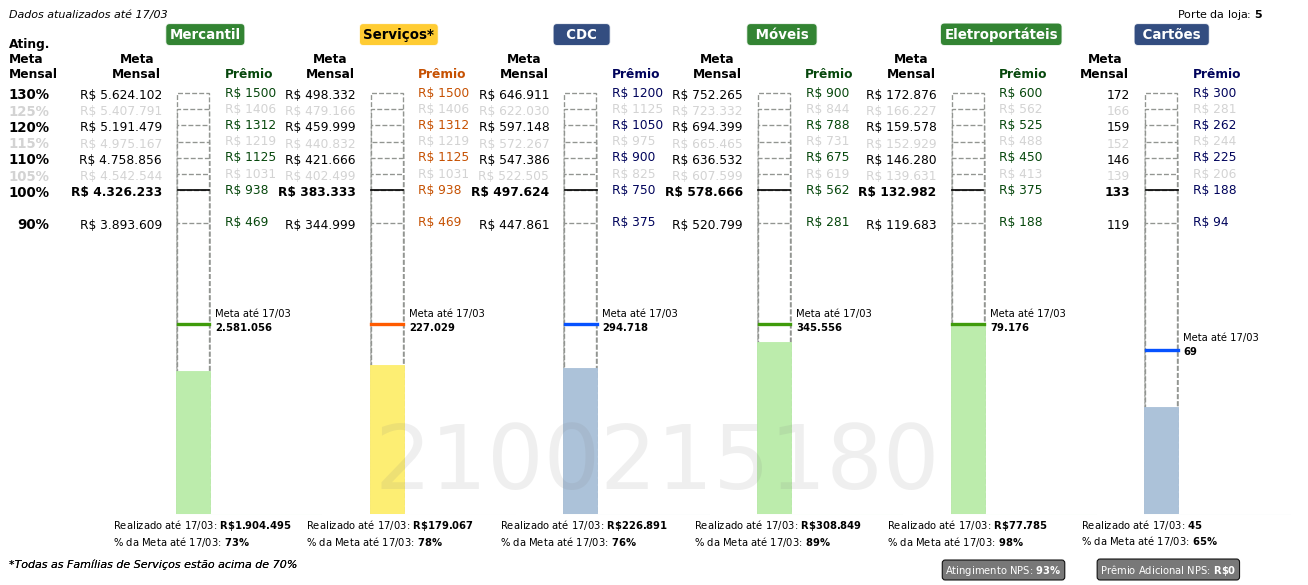 Dados atualizados até 17/03
Porte da loja: 5
Mercantil Serviços* CDC Móveis Eletroportáteis Cartões
Ating.
Meta
Mensal
Meta Mensal Prêmio Meta Mensal Prêmio Meta Mensal Prêmio Meta Mensal Prêmio Meta Mensal Prêmio Meta Mensal Prêmio
130% R$ 5.624.102 R$ 1500 R$ 498.332 R$ 1500 R$ 646.911 R$ 1200 R$ 752.265 R$ 900 R$ 172.876 R$ 600 172 R$ 300
125% R$ 5.407.791 R$ 1406 R$ 479.166 R$ 1406 R$ 622.030 R$ 1125 R$ 723.332 R$ 844 R$ 166.227 R$ 562 166 R$ 281
120% R$ 5.191.479 R$ 1312 R$ 459.999 R$ 1312 R$ 597.148 R$ 1050 R$ 694.399 R$ 788 R$ 159.578 R$ 525 159 R$ 262
115% R$ 4.975.167 R$ 1219 R$ 440.832 R$ 1219 R$ 572.267 R$ 975 R$ 665.465 R$ 731 R$ 152.929 R$ 488 152 R$ 244
110% R$ 4.758.856 R$ 1125 R$ 421.666 R$ 1125 R$ 547.386 R$ 900 R$ 636.532 R$ 675 R$ 146.280 R$ 450 146 R$ 225
105% R$ 4.542.544 R$ 1031 R$ 402.499 R$ 1031 R$ 522.505 R$ 825 R$ 607.599 R$ 619 R$ 139.631 R$ 413 139 R$ 206
100% R$ 4.326.233 R$ 938 R$ 383.333 R$ 938 R$ 497.624 R$ 750 R$ 578.666 R$ 562 R$ 132.982 R$ 375 133 R$ 188
90% R$ 3.893.609 R$ 469 R$ 344.999 R$ 469 R$ 447.861 R$ 375 R$ 520.799 R$ 281 R$ 119.683 R$ 188 119 R$ 94
Meta até 17/03 Meta até 17/03 Meta até 17/03 Meta até 17/03 Meta até 17/03
2.581.056 227.029 294.718 345.556 79.176
Meta até 17/03
69
2100215180
Realizado até 17/03: R$1.904.495 Realizado até 17/03: R$179.067 Realizado até 17/03: R$226.891 Realizado até 17/03: R$308.849 Realizado até 17/03: R$77.785 Realizado até 17/03: 45
% da Meta até 17/03: 73% % da Meta até 17/03: 78% % da Meta até 17/03: 76% % da Meta até 17/03: 89% % da Meta até 17/03: 98% % da Meta até 17/03: 65%
*Todas as Famílias de Serviços estão acima de 70%
Atingimento NPS: 93% Prêmio Adicional NPS: R$0